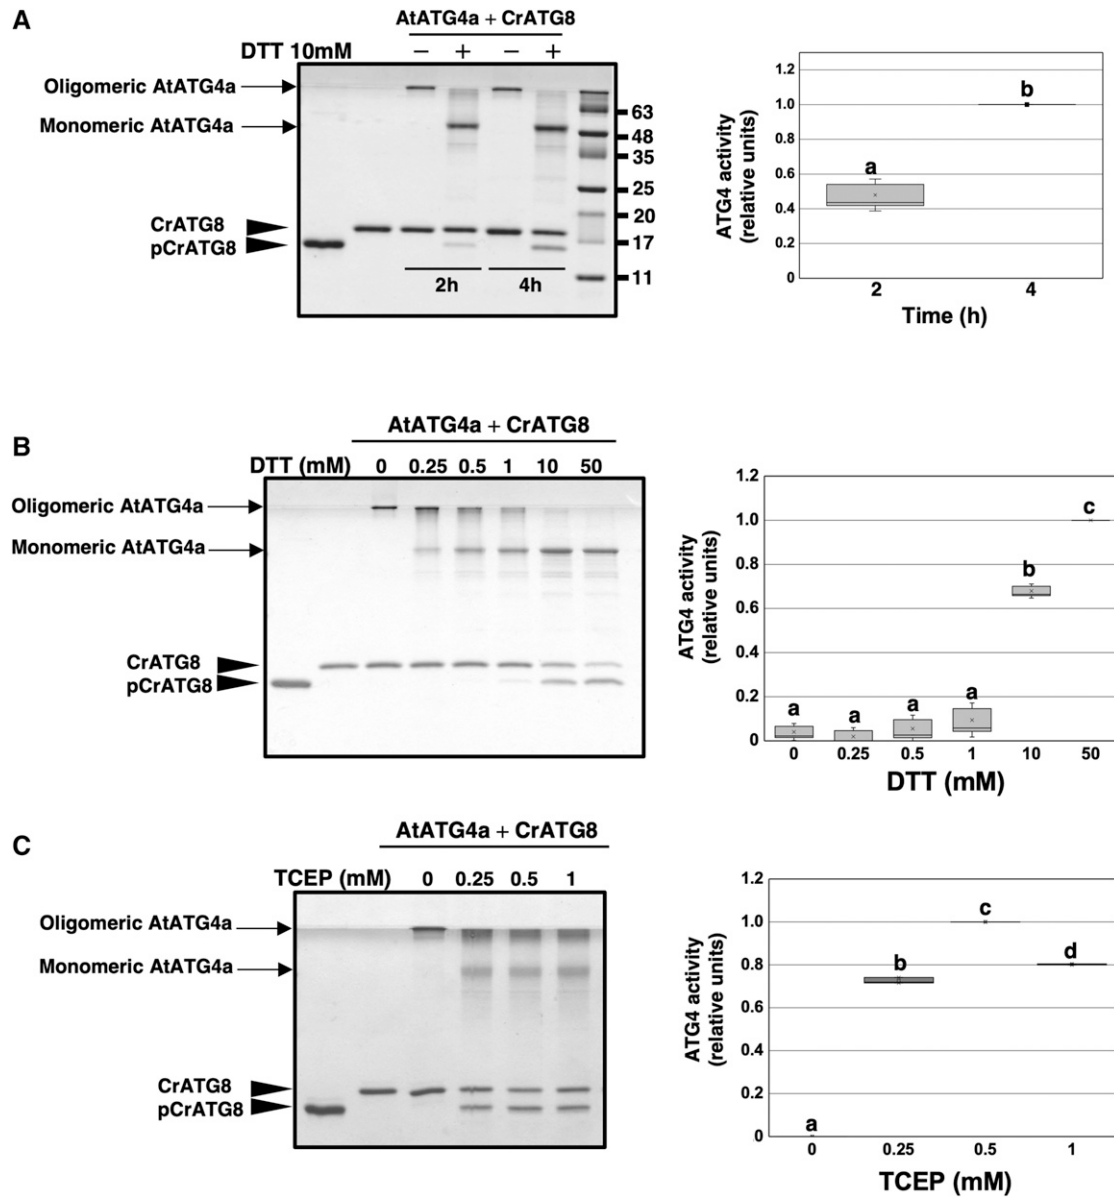 A
AtATG4a + CrATG8
DTT 10mM − + − +
Oligomeric AtATG4a
Monomeric AtATG4a
63
48
35
25
20
17
11
CrATG8
pCrATG8
2h 4h
ATG4 activity
(relative units)
1.2
1.0
0.8
0.6
0.4
0.2
0
a
b
2 4
Time (h)
B
AtATG4a + CrATG8
DTT (mM) 0 0.25 0.5 1 10 50
Oligomeric AtATG4a
Monomeric AtATG4a
CrATG8
pCrATG8
ATG4 activity
(relative units)
1.2
1.0
0.8
0.6
0.4
0.2
0
a a a a b c
0 0.25 0.5 1 10 50
DTT (mM)
C
AtATG4a + CrATG8
TCEP (mM) 0 0.25 0.5 1
Oligomeric AtATG4a
Monomeric AtATG4a
CrATG8
pCrATG8
ATG4 activity
(relative units)
1.2
1.0
0.8
0.6
0.4
0.2
0
a b c d
0 0.25 0.5 1
TCEP (mM)